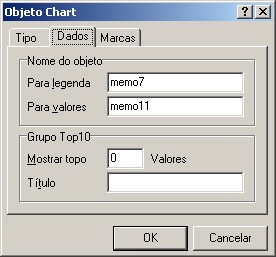 Objeto Chart
Tipo Dados Marcas
Nome do objeto
Para legenda memo7
Para valores memo11
Grupo Top10
Mostrar topo 0 Valores
Título
OK Cancelar